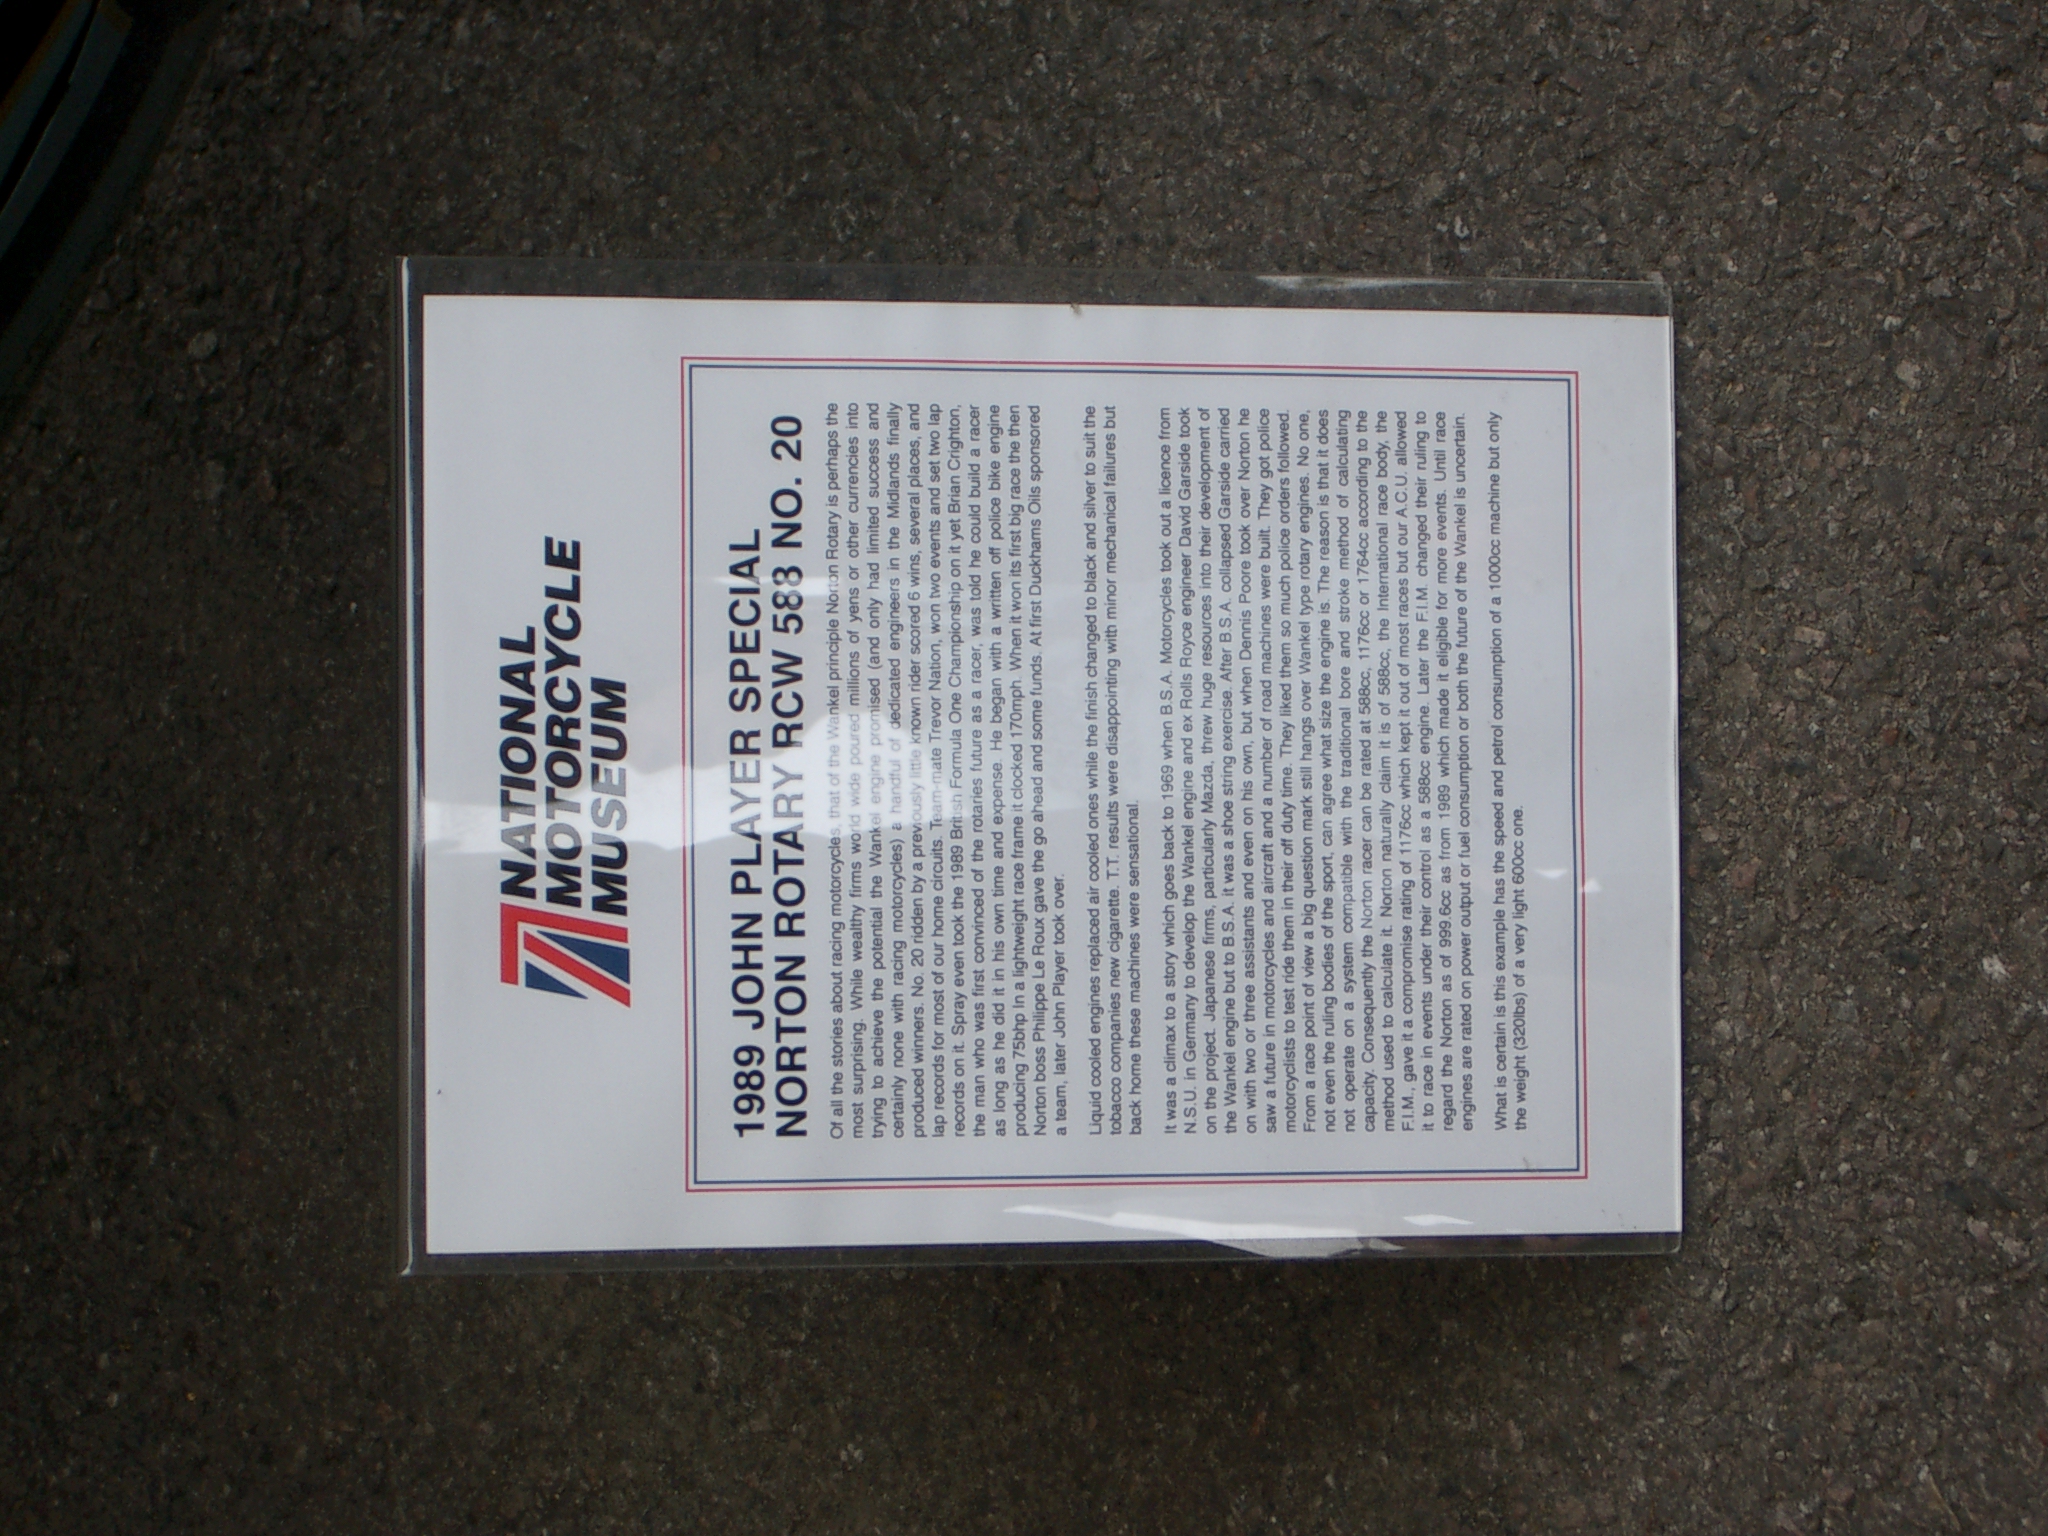 NATIONAL
MOTORCYCLE
MUSEUM
1989 JOHN PLAYER SPECIAL
NORTON ROTARY RCW 588 NO. 20
Of all the stories about racing motorcycles, that of the Wankel principle Norton Rotary is perhaps the
most surprising. While wealthy firms world wide poured millions of yens or other currencies into
trying to achieve the potential the Wankel engine promised (and only had limited success and
certainly none with racing motorcycles) a handful of dedicated engineers in the Midlands finally
produced winners. No. 20 ridden by a previously little known rider scored 6 wins, several places, and
lap records for most of our home circuits. Team-mate Trevor Nation, won two events and set two lap
records on it. Spray even took the 1989 British Formula One Championship on it yet Brian Crighton,
the man who was first convinced of the rotaries future as a racer, was told he could build a racer
as long as he did it in his own time and expense. He began with a written off police bike engine
producing 75bhp In a lightweight race frame it clocked 170mph. When it won its first big race the then
Norton boss Philippe Le Roux gave the go ahead and some funds. At first Duckhams Oils sponsored
a team, later John Player took over.
Liquid cooled engines replaced air cooled ones while the finish changed to black and silver to suit the
tobacco companies new cigarette. T.T. results were disappointing with minor mechanical failures but
back home these machines were sensational.
It was a climax to a story which goes back to 1969 when B.S.A. Motorcycles took out a licence from
N.S.U. in Germany to develop the Wankel engine and ex Rolls Royce engineer David Garside took
on the project. Japanese firms, particularly Mazda, threw huge resources into their development of
the Wankel engine but to B.S.A. it was a shoe string exercise. After B.S.A. collapsed Garside carried
on with two or three assistants and even on his own, but when Dennis Poore took over Norton he
saw a future in motorcycles and aircraft and a number of road machines were built. They got police
motorcyclists to test ride them in their off duty time. They liked them so much police orders followed.
From a race point of view a big question mark still hangs over Wankel type rotary engines. No one,
not even the ruling bodies of the sport, can agree what size the engine is. The reason is that it does
not operate on a system compatible with the traditional bore and stroke method of calculating
capacity. Consequently the Norton racer can be rated at 588cc, 1176cc or 1764cc according to the
method used to calculate it. Norton naturally claim it is of 588cc, the International race body, the
F.I.M., gave it a compromise rating of 1176cc which kept it out of most races but our A.C.U. allowed
it to race in events under their control as a 588cc engine. Later the F.I.M. changed their ruling to
regard the Norton as of 999.6cc as from 1989 which made it eligible for more events. Until race
engines are rated on power output or fuel consumption or both the future of the Wankel is uncertain.
What is certain is this example has the speed and petrol consumption of a 1000cc machine but only
the weight (320lbs) of a very light 600cc one.